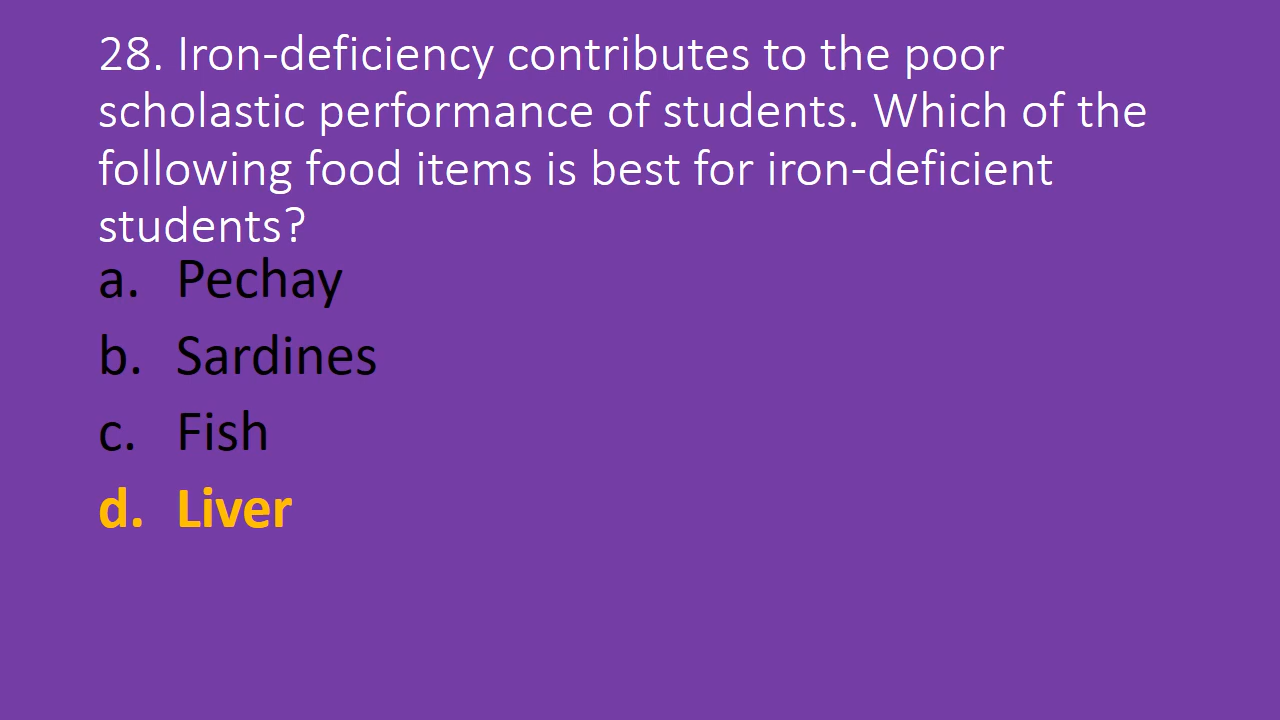 28. Iron-deficiency contributes to the poor
scholastic performance of students. Which of the
following food items is best for iron-deficient
students?
a. Pechay
b. Sardines
c. Fish
d. Liver